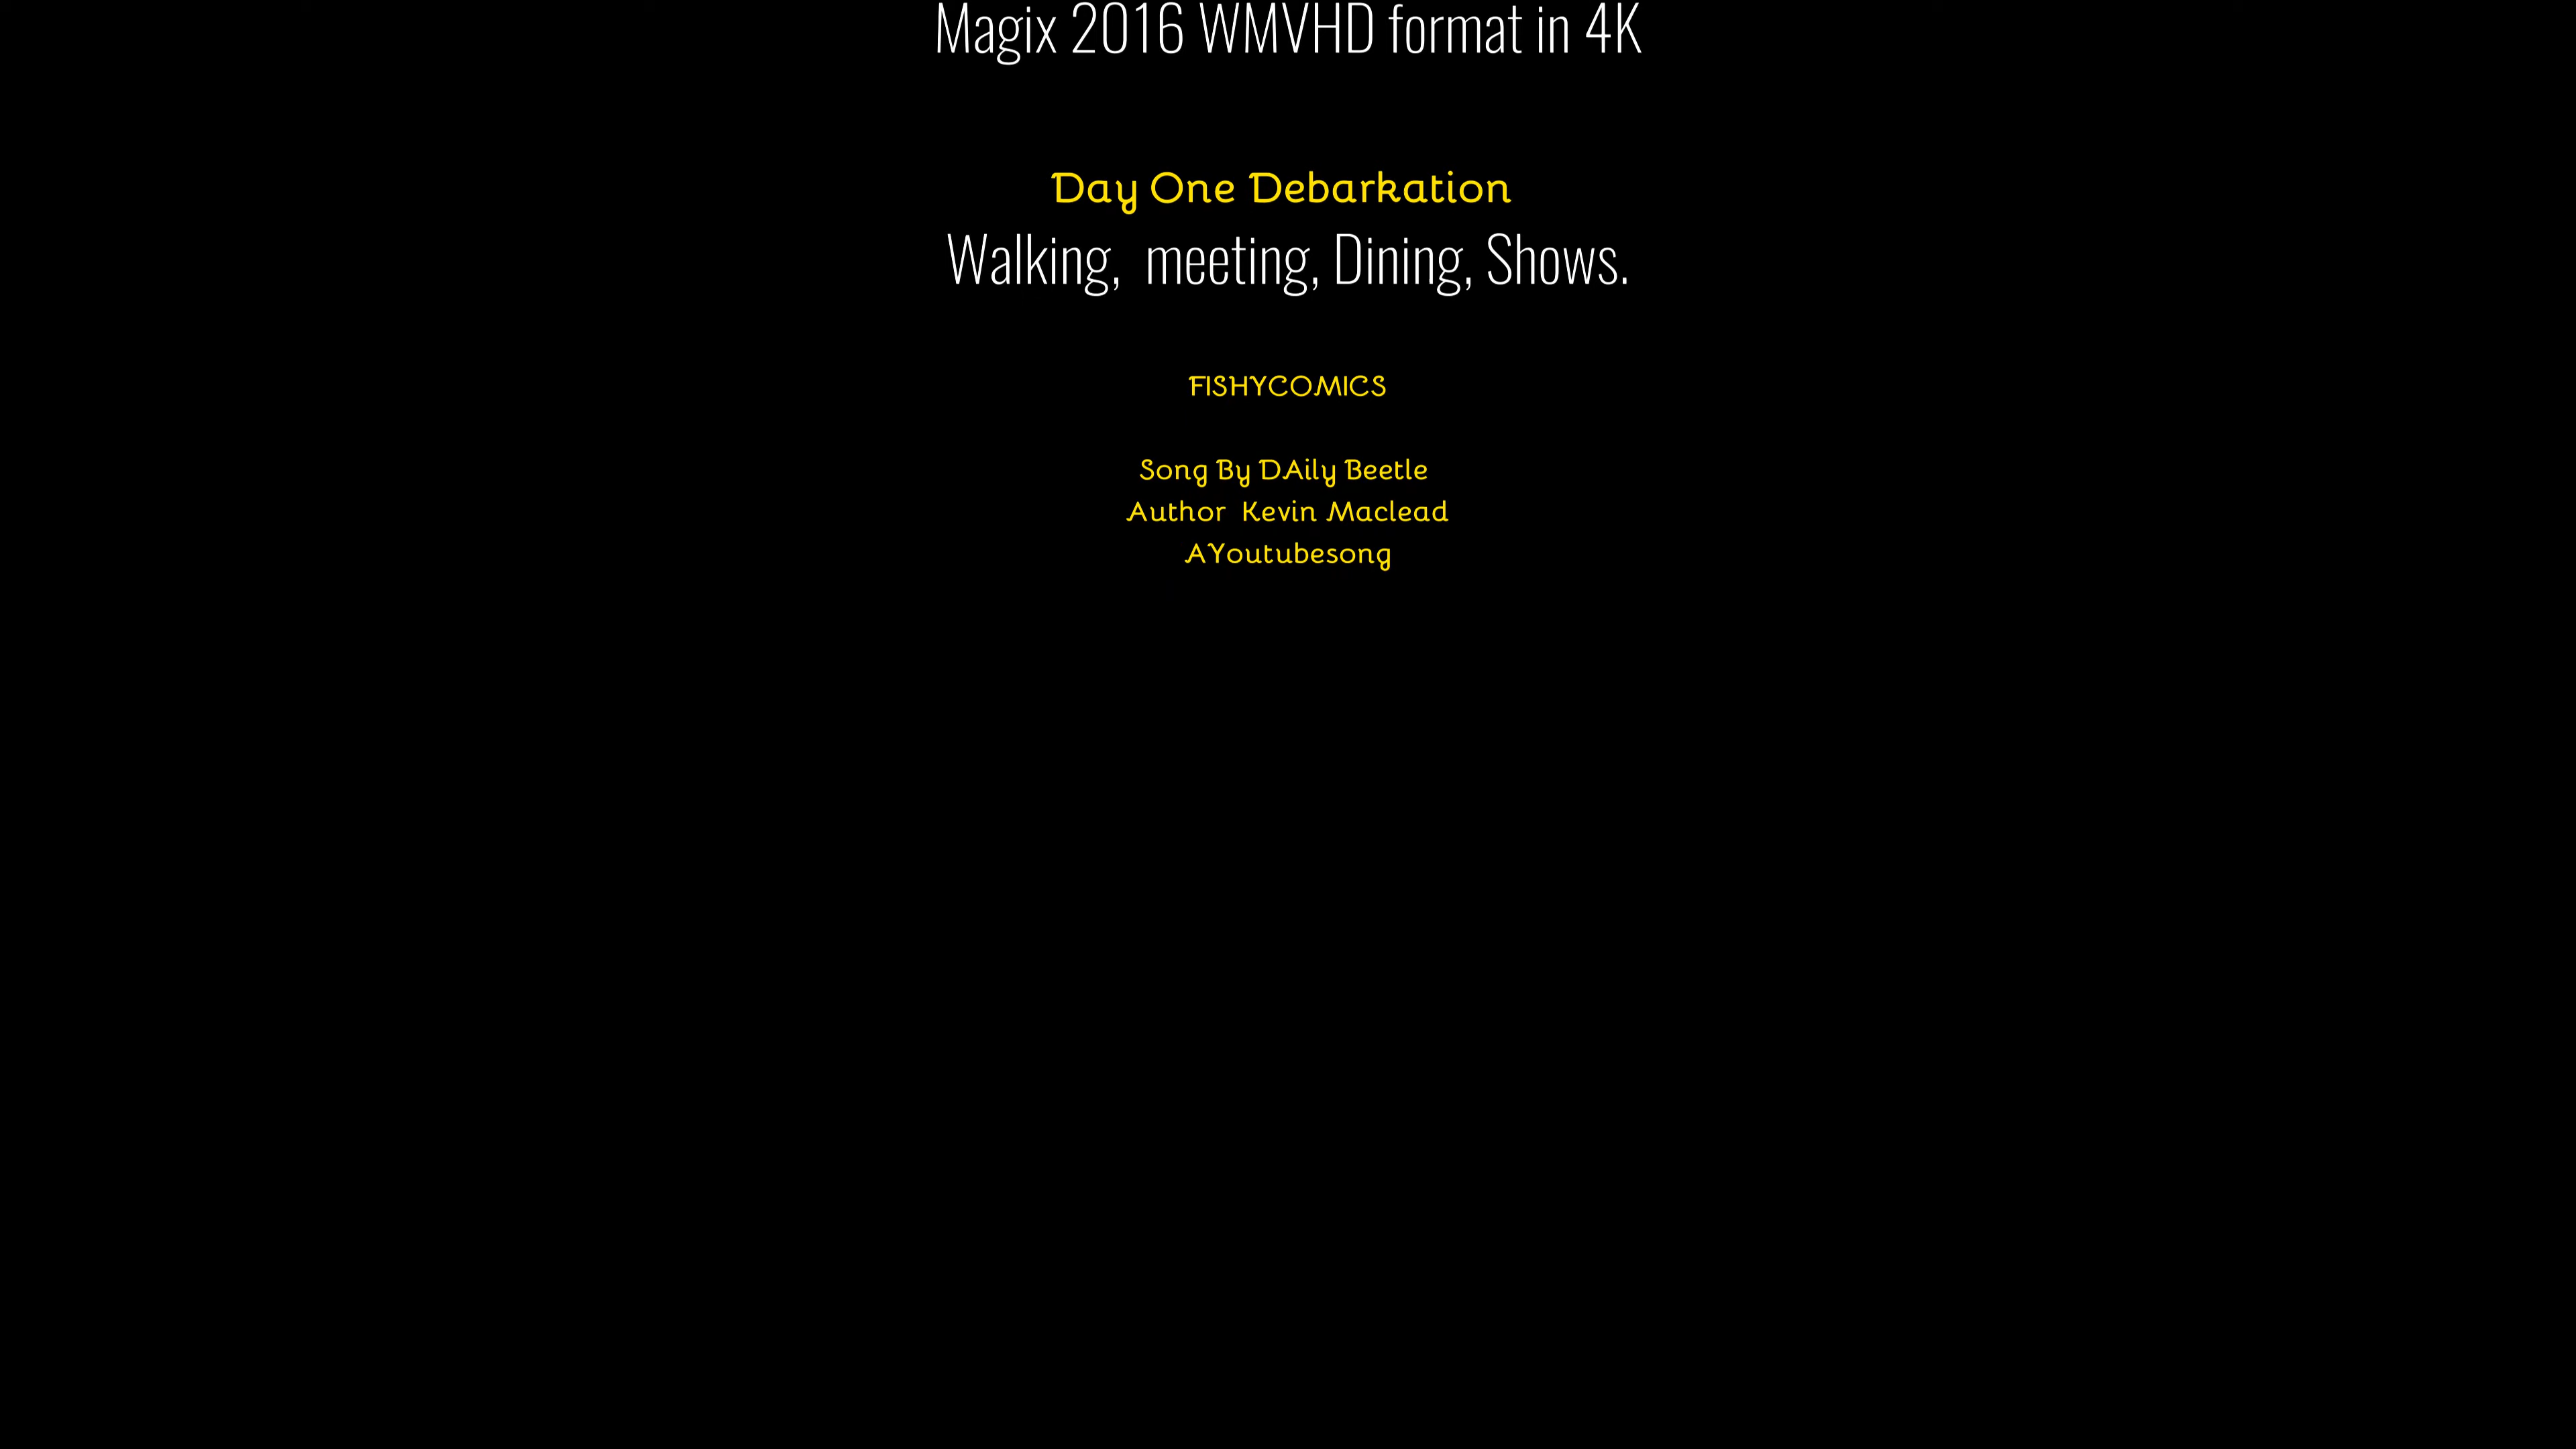 Magix 2016 WMVHD format in 4K
Day One Debarkation
Walking,  meeting, Dining, Shows.
FISHYCOMICS
Song By DAily Beetle
Author  Kevin Maclead
AYoutubesong